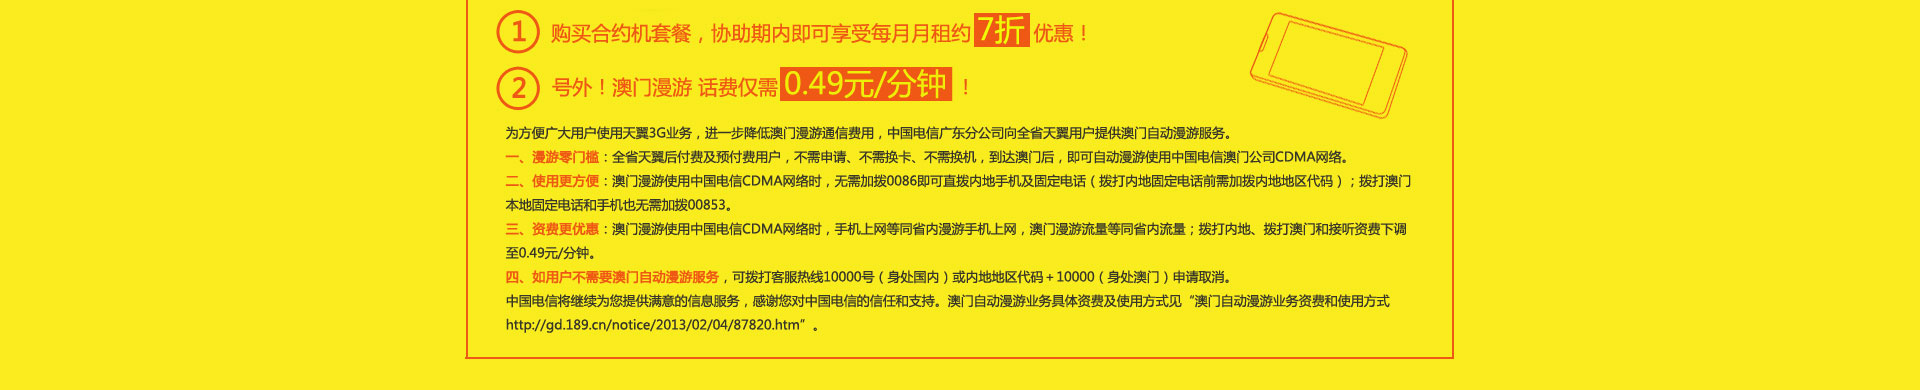 ① 购买合约机套餐，协助期内即可享受每月月租约7折优惠！
② 号外！澳门漫游 话费仅需0.49元/分钟！
为方便广大用户使用天翼3G业务，进一步降低澳门漫游通信费用，中国电信广东分公司向全省天翼用户提供澳门自动漫游服务。
一、漫游零门槛：全省天翼后付费及预付费用户，不需申请、不需换卡、不需换机，到达澳门后，即可自动漫游使用中国电信澳门公司CDMA网络。
二、使用更方便：澳门漫游使用中国电信CDMA网络时，无需加拨0086即可直拨内地手机及固定电话（拨打内地固定电话前需加拨内地地区代码）；拨打澳门
本地固定电话和手机也无需加拨00853。
三、资费更优惠：澳门漫游使用中国电信CDMA网络时，手机上网等同省内漫游手机上网，澳门漫游流量等同省内流量；拨打内地、拨打澳门和接听资费下调
至0.49元/分钟。
四、如用户不需要澳门自动漫游服务，可拨打客服热线10000号（身处国内）或内地地区代码＋10000（身处澳门）申请取消。
中国电信将继续为您提供满意的信息服务，感谢您对中国电信的信任和支持。澳门自动漫游业务具体资费及使用方式见“澳门自动漫游业务资费和使用方式
http://gd.189.cn/notice/2013/02/04/87820.htm”。